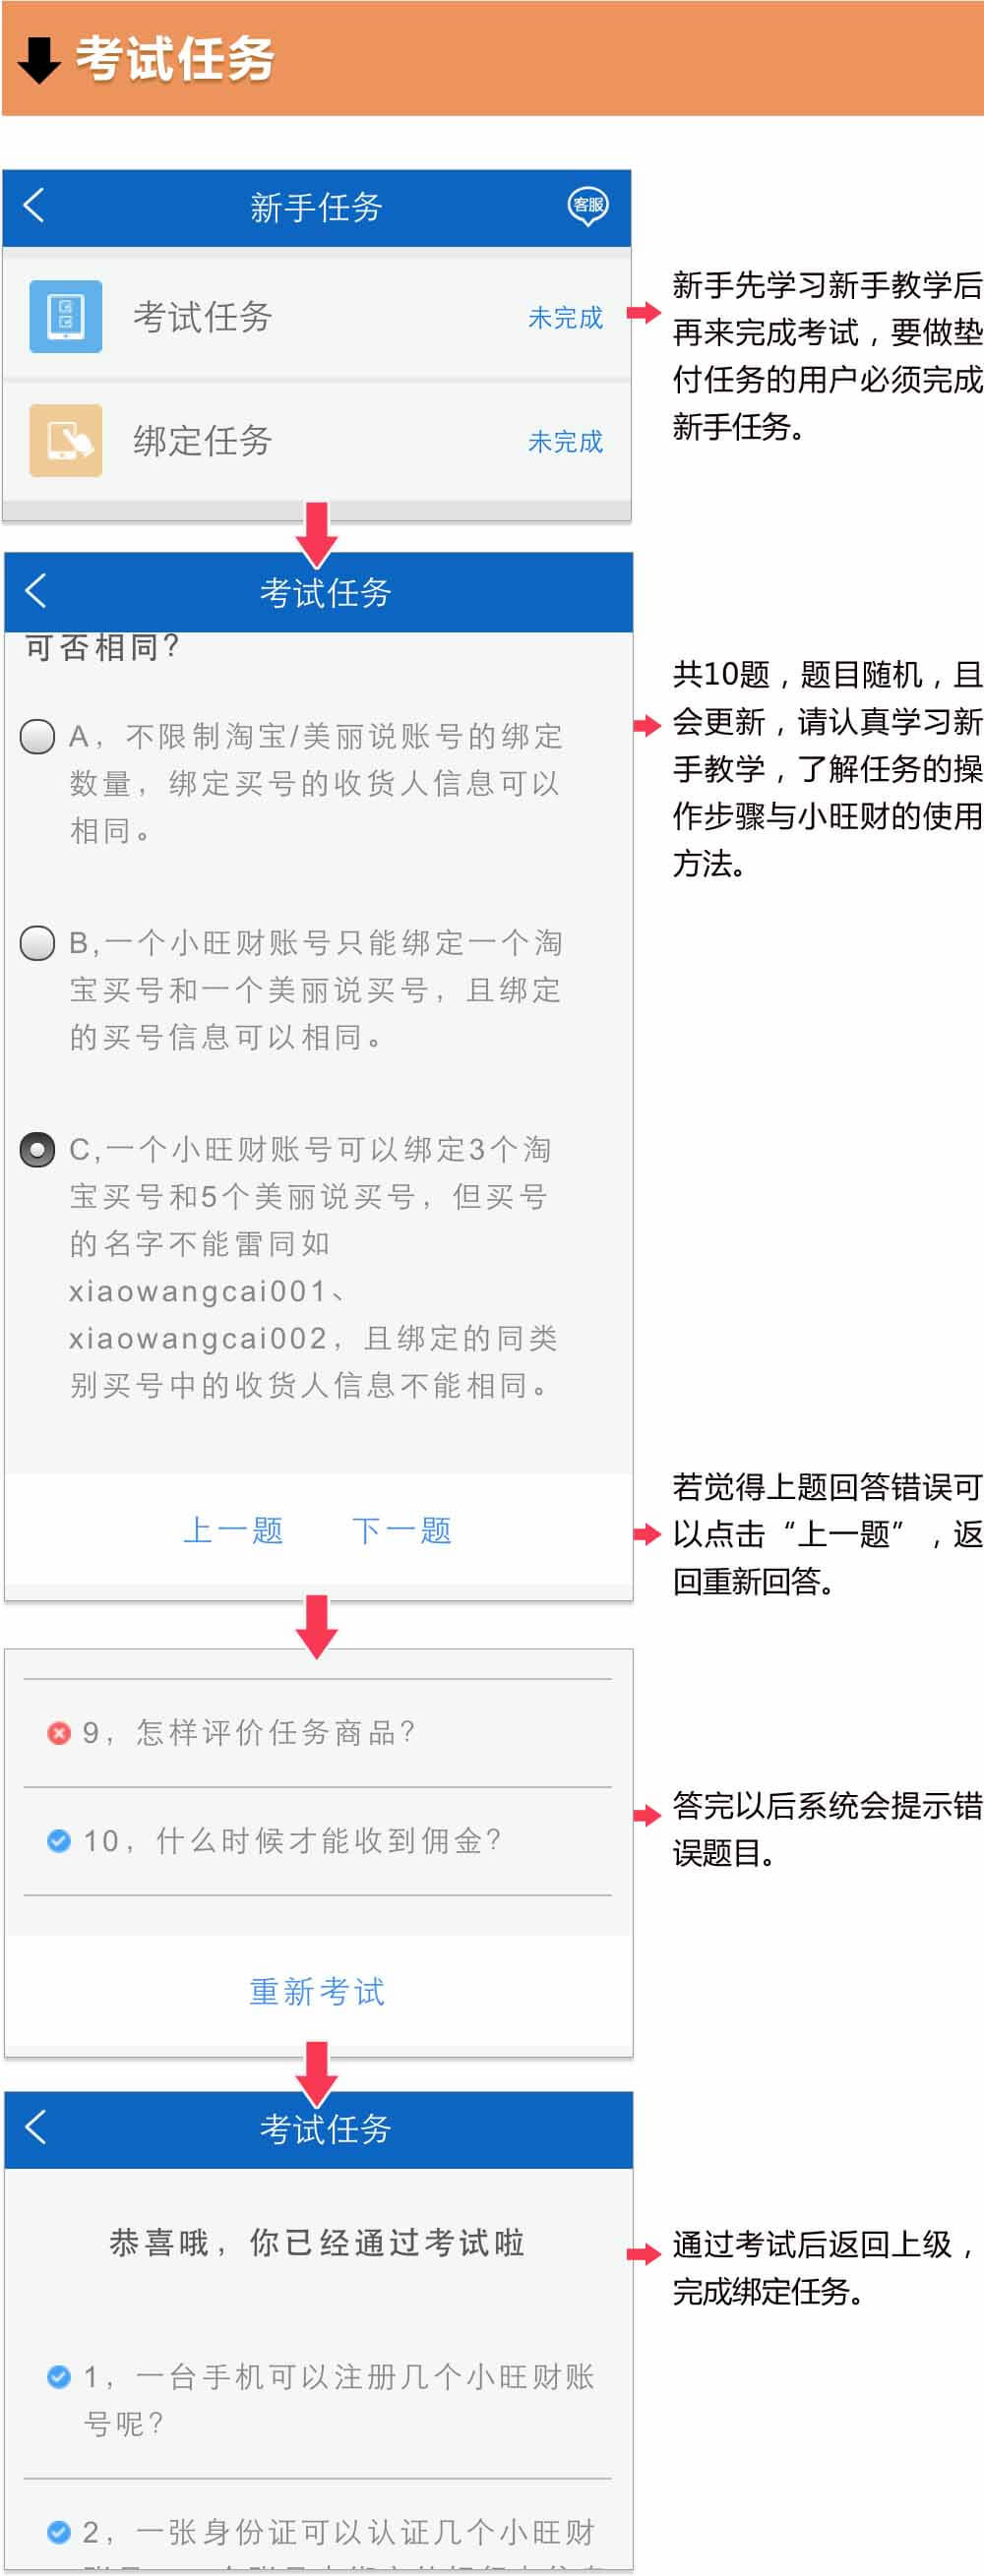 考试任务
新手任务
客服
考试任务
未完成
绑定任务
未完成
新手先学习新手教学后
再来完成考试，要做垫
付任务的用户必须完成
新手任务。
考试任务
可否相同?
A，不限制淘宝/美丽说账号的绑定
数量，绑定买号的收货人信息可以
相同。
B,一个小旺财账号只能绑定一个淘
宝买号和一个美丽说买号，且绑定
的买号信息可以相同。
C,一个小旺财账号可以绑定3个淘
宝买号和5个美丽说买号，但买号
的名字不能雷同如
xiaowangcai001、
xiaowangcai002，且绑定的同类
别买号中的收货人信息不能相同。
共10题，题目随机，且
会更新，请认真学习新
手教学，了解任务的操
作步骤与小旺财的使用
方法。
上一题 下一题
若觉得上题回答错误可
以点击“上一题”，返
回重新回答。
9，怎样评价任务商品?
10，什么时候才能收到佣金?
重新考试
答完以后系统会提示错
误题目。
考试任务
恭喜哦，你已经通过考试啦
1，一台手机可以注册几个小旺财账
号呢?
2，一张身份证可以认证几个小旺财
通过考试后返回上级，
完成绑定任务。